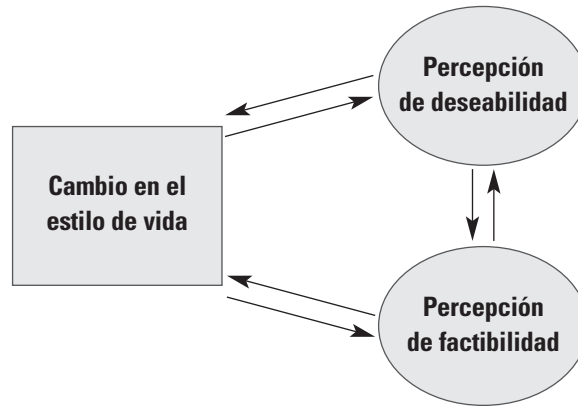 Percepción
de deseabilidad
Cambio en el
estilo de vida
Percepción
de factibilidad